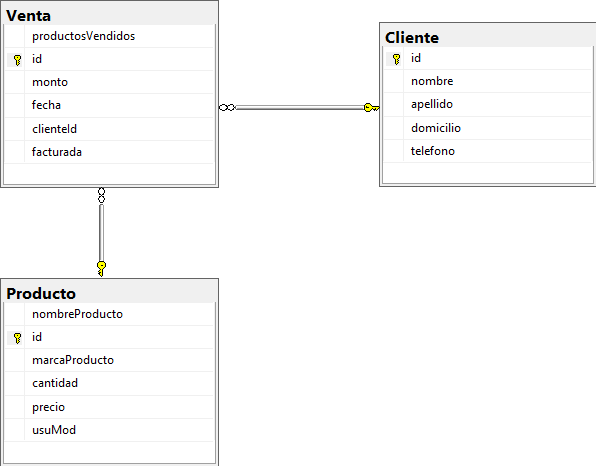 Venta
productosVendidos
id
monto
fecha
clienteId
facturada
Cliente
id
nombre
apellido
domicilio
telefono
Producto
nombreProducto
id
marcaProducto
cantidad
precio
usuMod